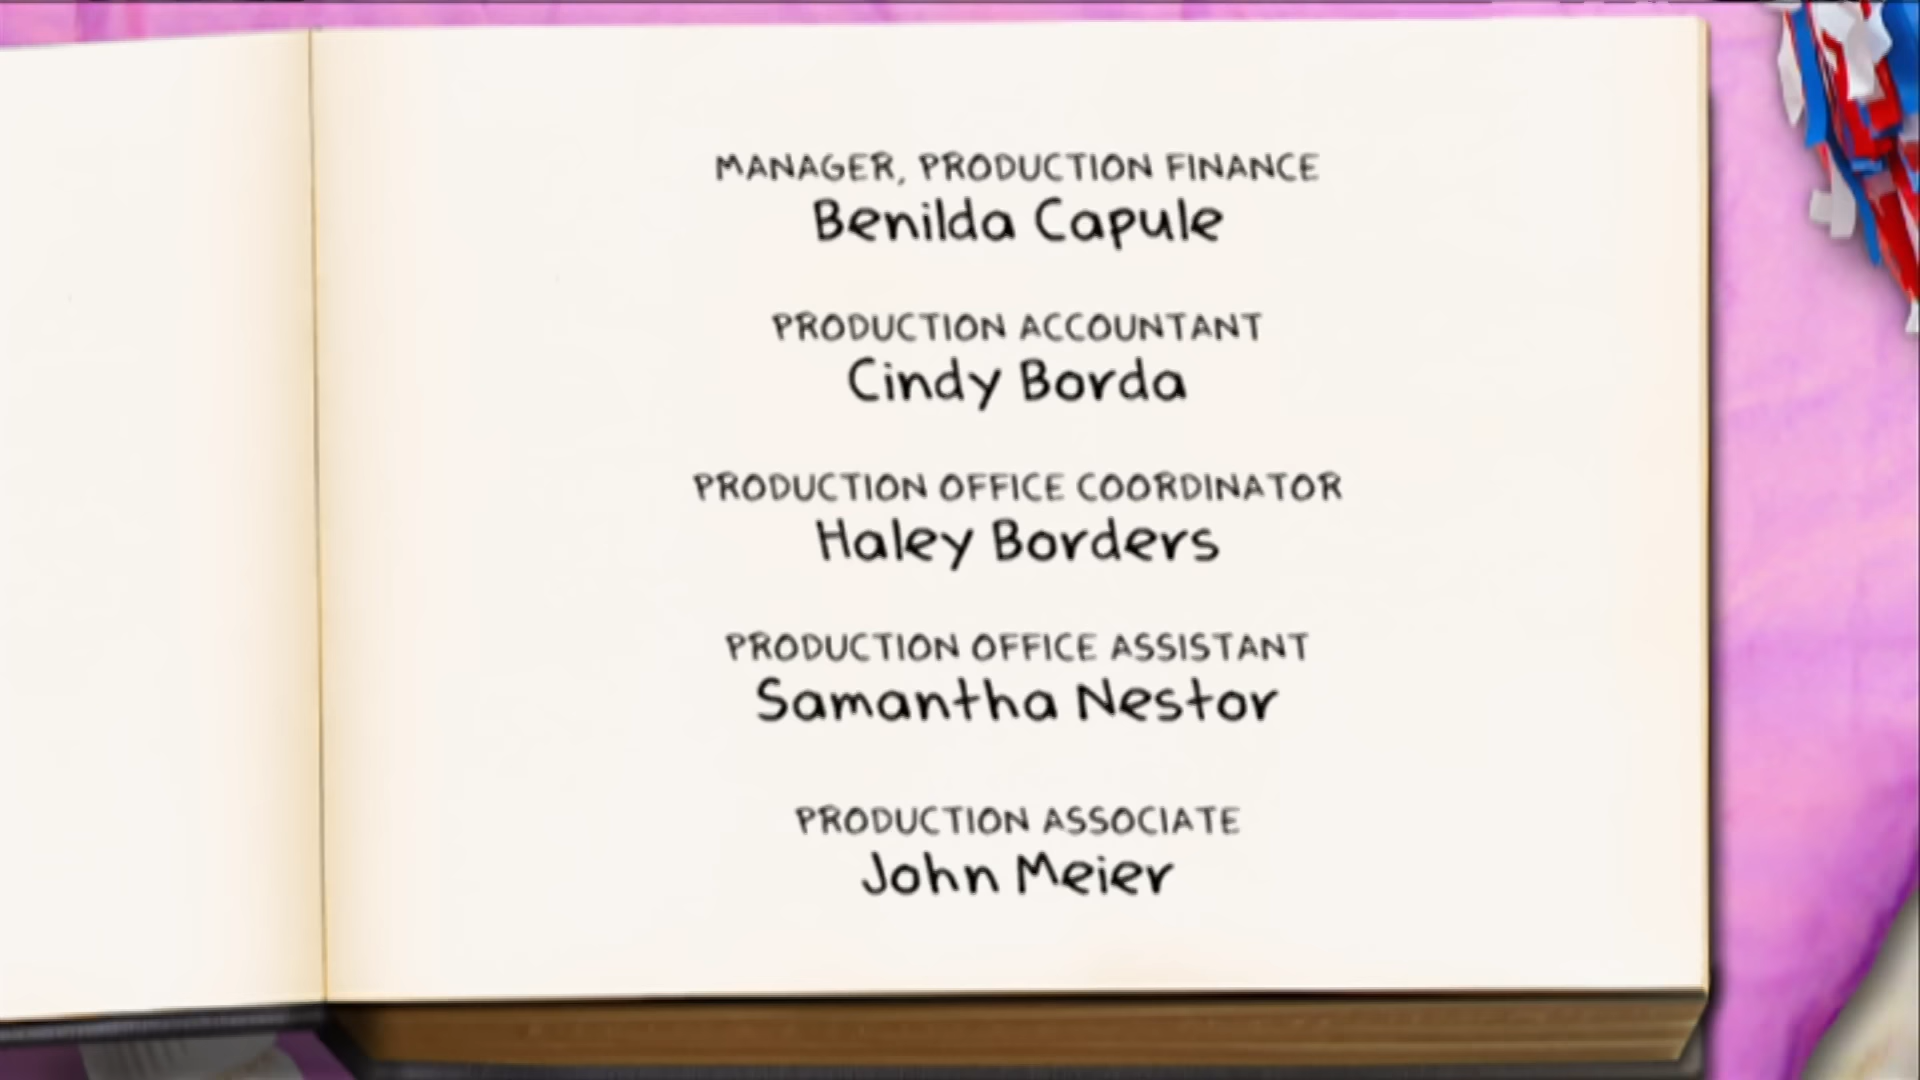 MANAGER, PRODUCTION FINANCE
Benilda Capule
PRODUCTION ACCOUNTANT
Cindy Borda
PRODUCTION OFFICE COORDINATOR
Haley Borders
PRODUCTION OFFICE ASSISTANT
Samantha Nestor
PRODUCTION ASSOCIATE
John Meier